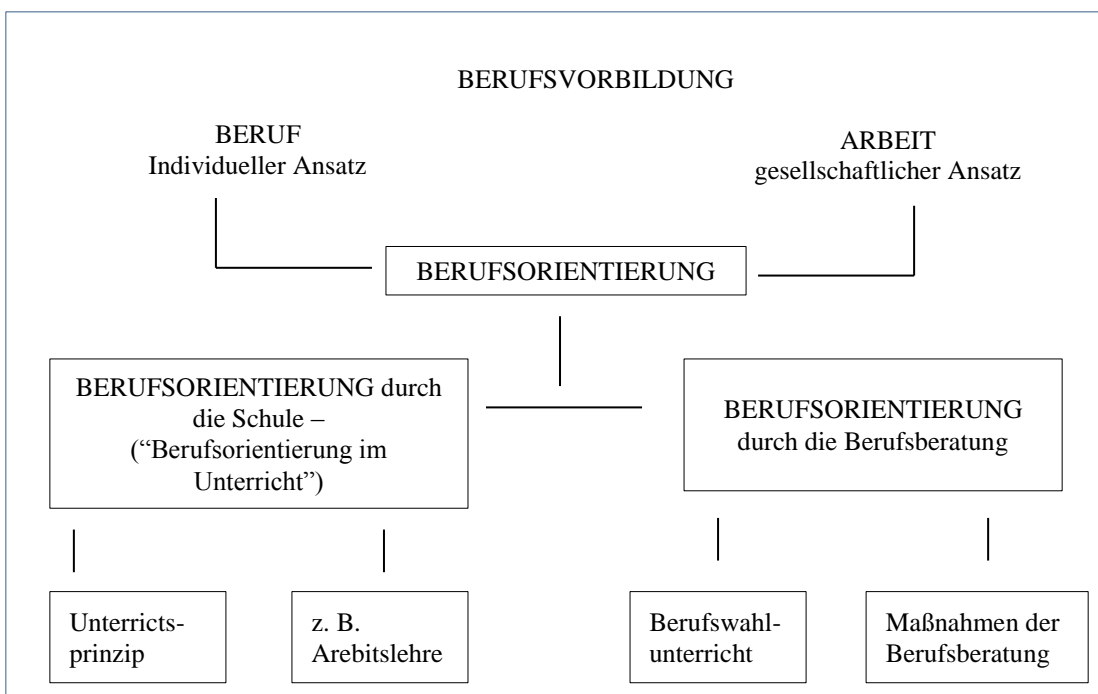 BERUFSVORBILDUNG
BERUF
Individueller Ansatz
ARBEIT
gesellschaftlicher Ansatz
BERUFSORIENTIERUNG
BERUFSORIENTIERUNG durch
die Schule –
(“Berufsorientierung im
Unterricht”)
BERUFSORIENTIERUNG
durch die Berufsberatung
Unterricts-
prinzip
z. B.
Arebitslehre
Berufswahl-
unterricht
Maßnahmen der
Berufsberatung